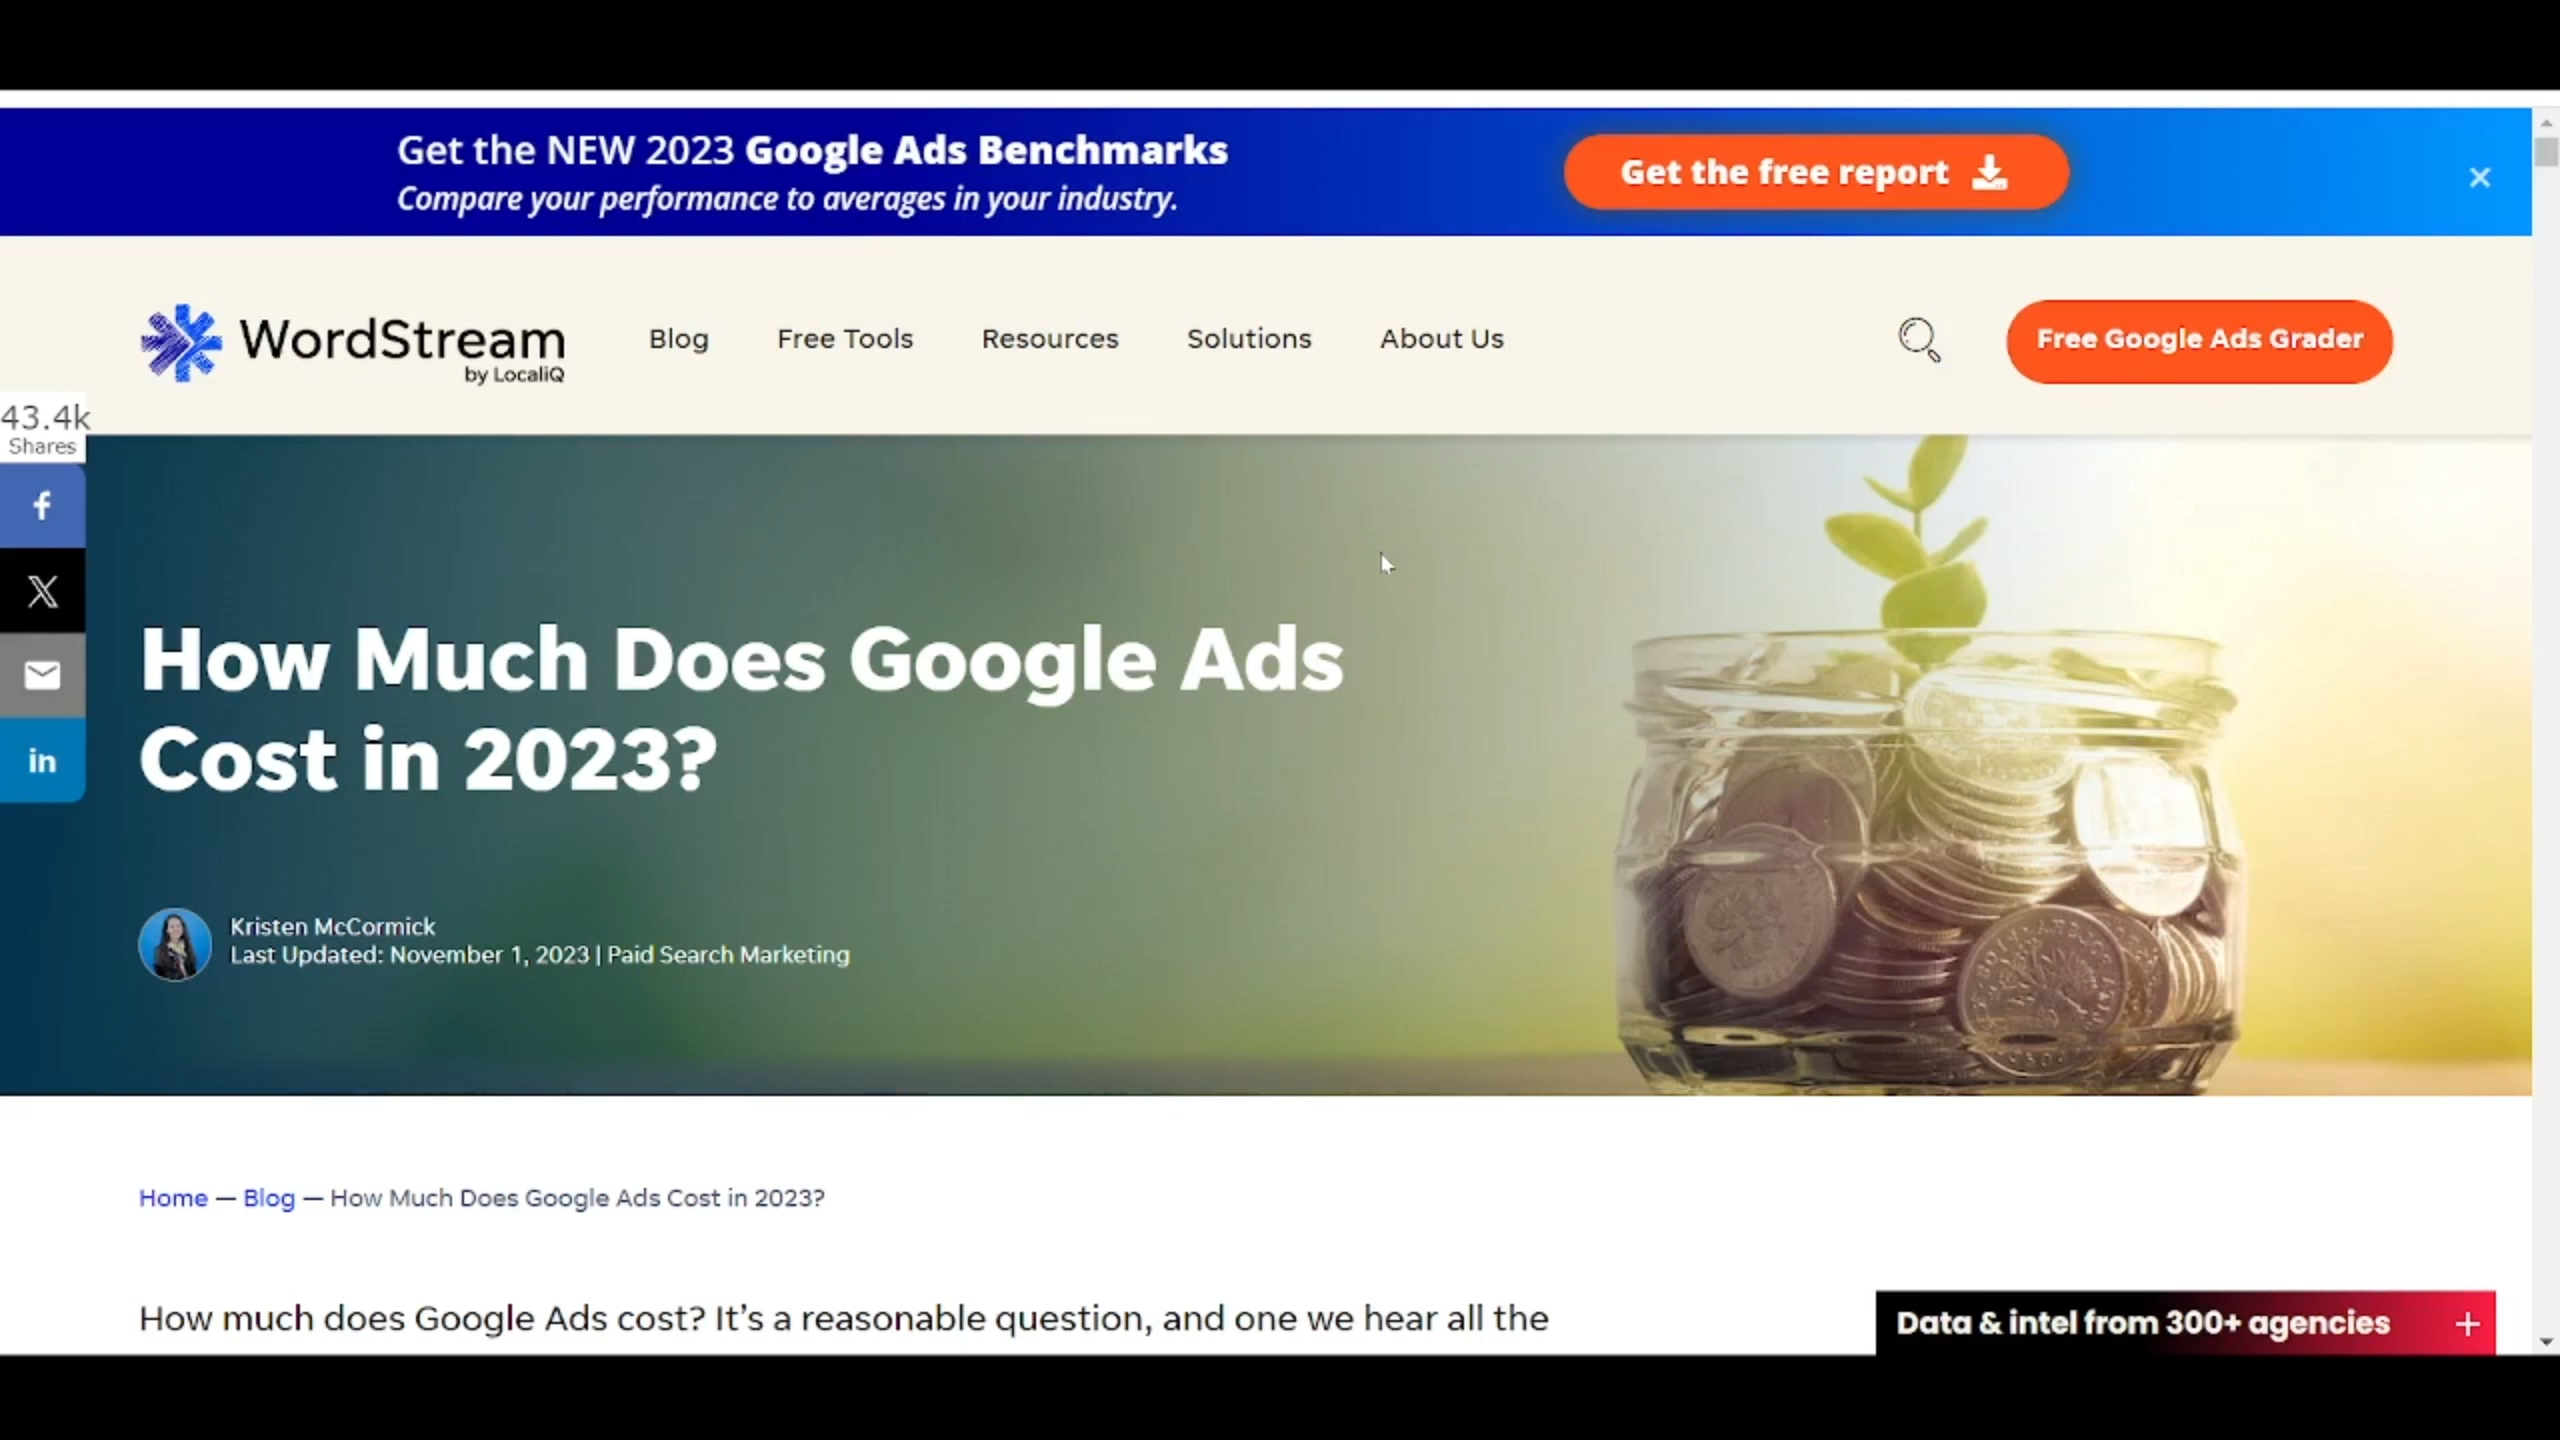 Get the NEW 2023 Google Ads Benchmarks
Compare your performance to averages in your industry.
Get the free report
WordStream
by LocaliQ
Blog
Free Tools
Resources
Solutions
About Us
Free Google Ads Grader
43.4k
Shares
How Much Does Google Ads
Cost in 2023?
Kristen McCormick
Last Updated: November 1, 2023 | Paid Search Marketing
Home — Blog — How Much Does Google Ads Cost in 2023?
How much does Google Ads cost? It’s a reasonable question, and one we hear all the
Data & intel from 300+ agencies